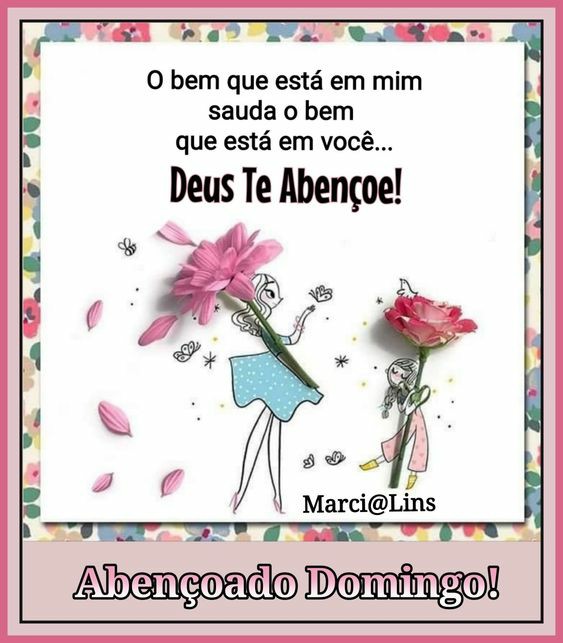 O bem que está em mim
sauda o bem
que está em você...
Deus Te Abençoe!
Marci@Lins
Abençoado Domingo!